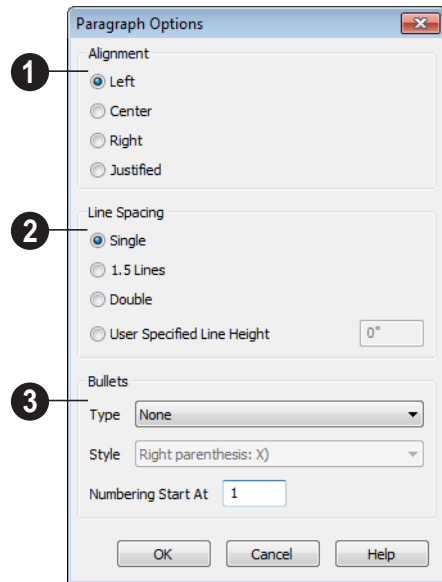 Paragraph Options
Alignment
1
Left
Center
Right
Justified
Line Spacing
2
Single
1.5 Lines
Double
User Specified Line Height 0"
Bullets
3
Type None
Style Right parenthesis: X)
Numbering Start At 1
OK Cancel Help